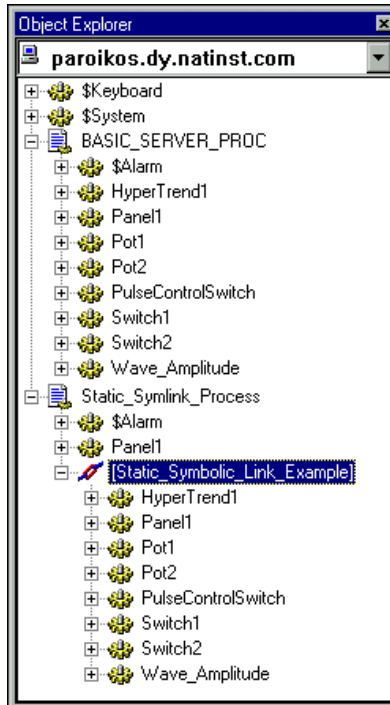 Object Explorer
paroikos.dy.natinst.com
$Keyboard
$System
BASIC_SERVER_PROC
$Alarm
HyperTrend1
Panel1
Pot1
Pot2
PulseControlSwitch
Switch1
Switch2
Wave_Amplitude
Static_Symlink_Process
$Alarm
Panel1
[Static_Symbolic_Link_Example]
HyperTrend1
Panel1
Pot1
Pot2
PulseControlSwitch
Switch1
Switch2
Wave_Amplitude